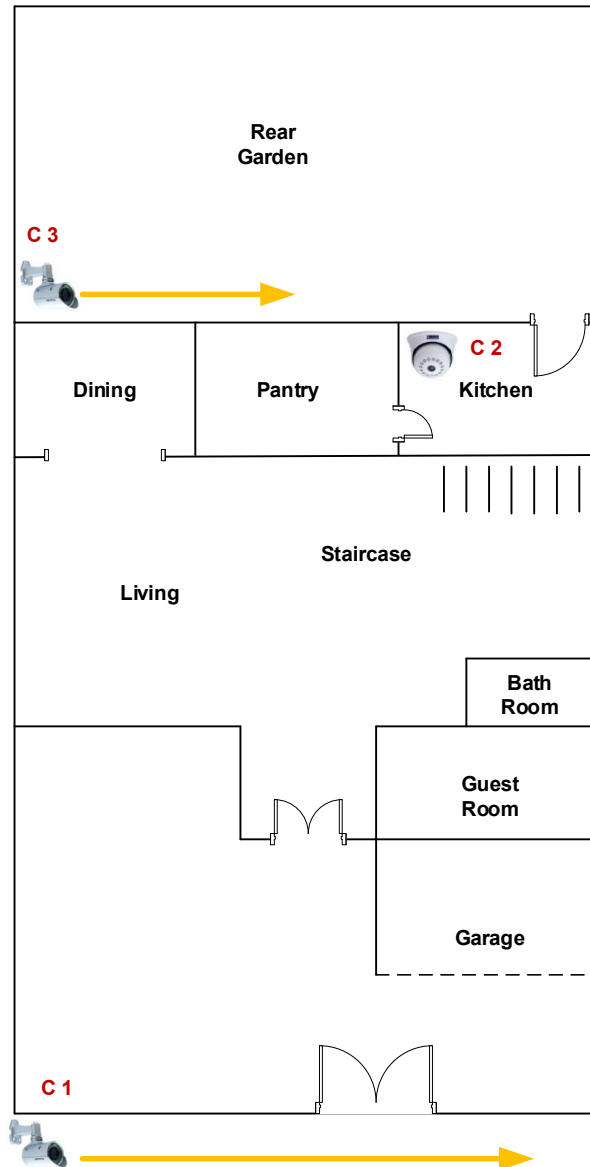 Rear
Garden
C 3
C 2
Dining
Pantry
Kitchen
Staircase
Living
Bath
Room
Guest
Room
Garage
C 1